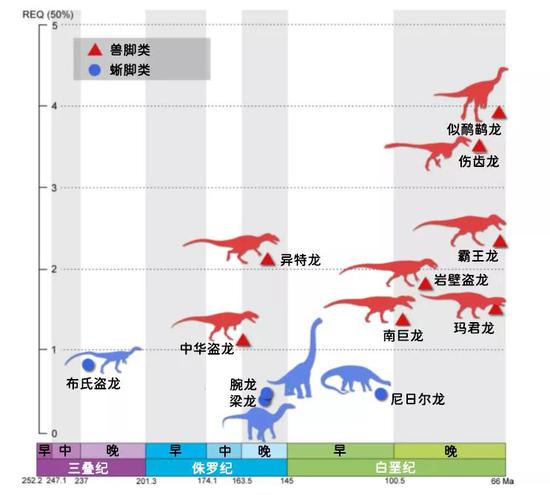 REQ (50%)
5
兽脚类
蜥脚类
4
似鸸鹋龙
伤齿龙
3
霸王龙
异特龙
2
岩壁盗龙
中华盗龙
南巨龙
玛君龙
1
布氏盗龙
腕龙
梁龙
尼日尔龙
0
早 中 晚 早 中 晚 早 晚
三叠纪 侏罗纪 白垩纪
252.2 247.1 237 201.3 174.1 163.5 145 100.5 66 Ma